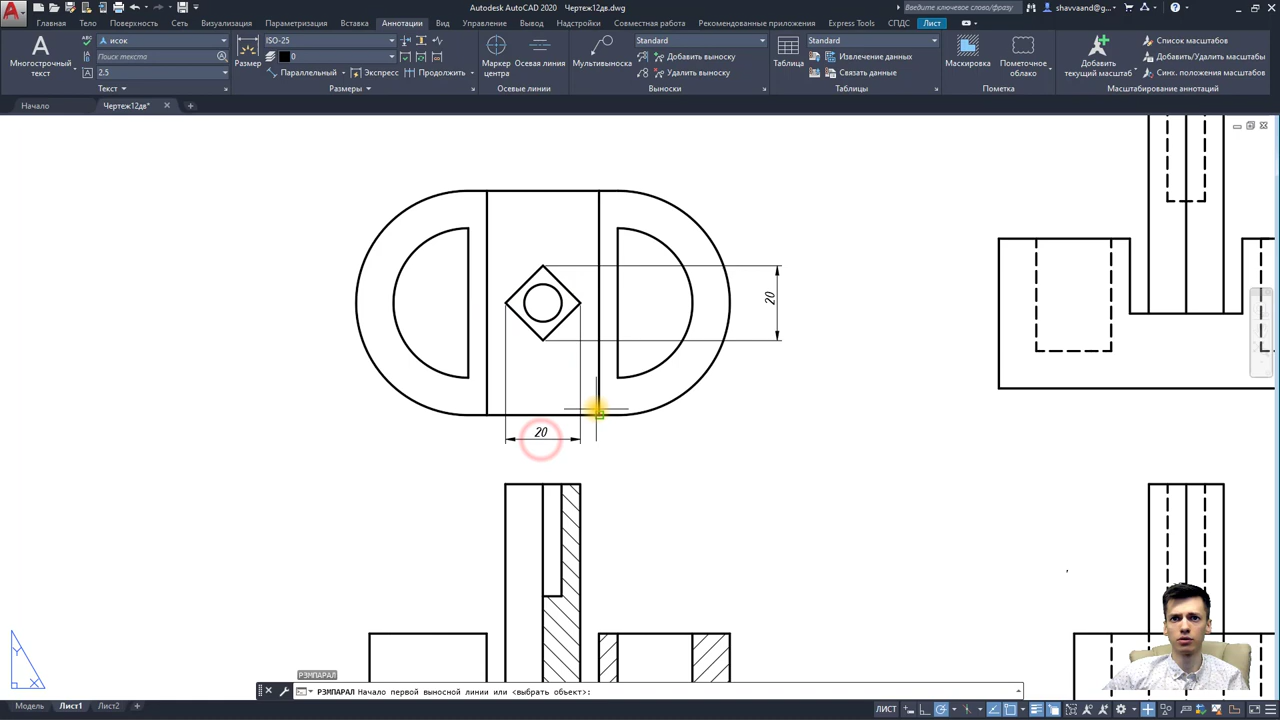 Autodesk AutoCAD 2020 Чертеж12дв.dwg
Введите ключевое слово/фразу
shavvaand@g...
Главная Тело Поверхность Сеть Визуализация Параметризация Вставка Аннотации Вид Управление Вывод Надстройки Совместная работа Рекомендованные приложения Express Tools СПДС Лист
Многострочный
текст
исок
Поиск текста
2.5
Текст
Размер
ISO-25
0
Параллельный Экспресс Продолжить
Размеры
Маркер
центра
Осевая линия
Осевые линии
Мультивыноска
Standard
Добавить выноску
Удалить выноску
Выноски
Таблица
Standard
Извлечение данных
Связать данные
Таблицы
Маскировка
Пометочное
облако
Пометка
Добавить
текущий масштаб
Список масштабов
Добавить/Удалить масштабы
Синх. положения масштабов
Масштабирование аннотаций
Начало Чертеж12дв*
20
20
Y
X
РЗМПАРАЛ
РЗМПАРАЛ Начало первой выносной линии или <выбрать объект>:
Модель Лист1 Лист2
ЛИСТ